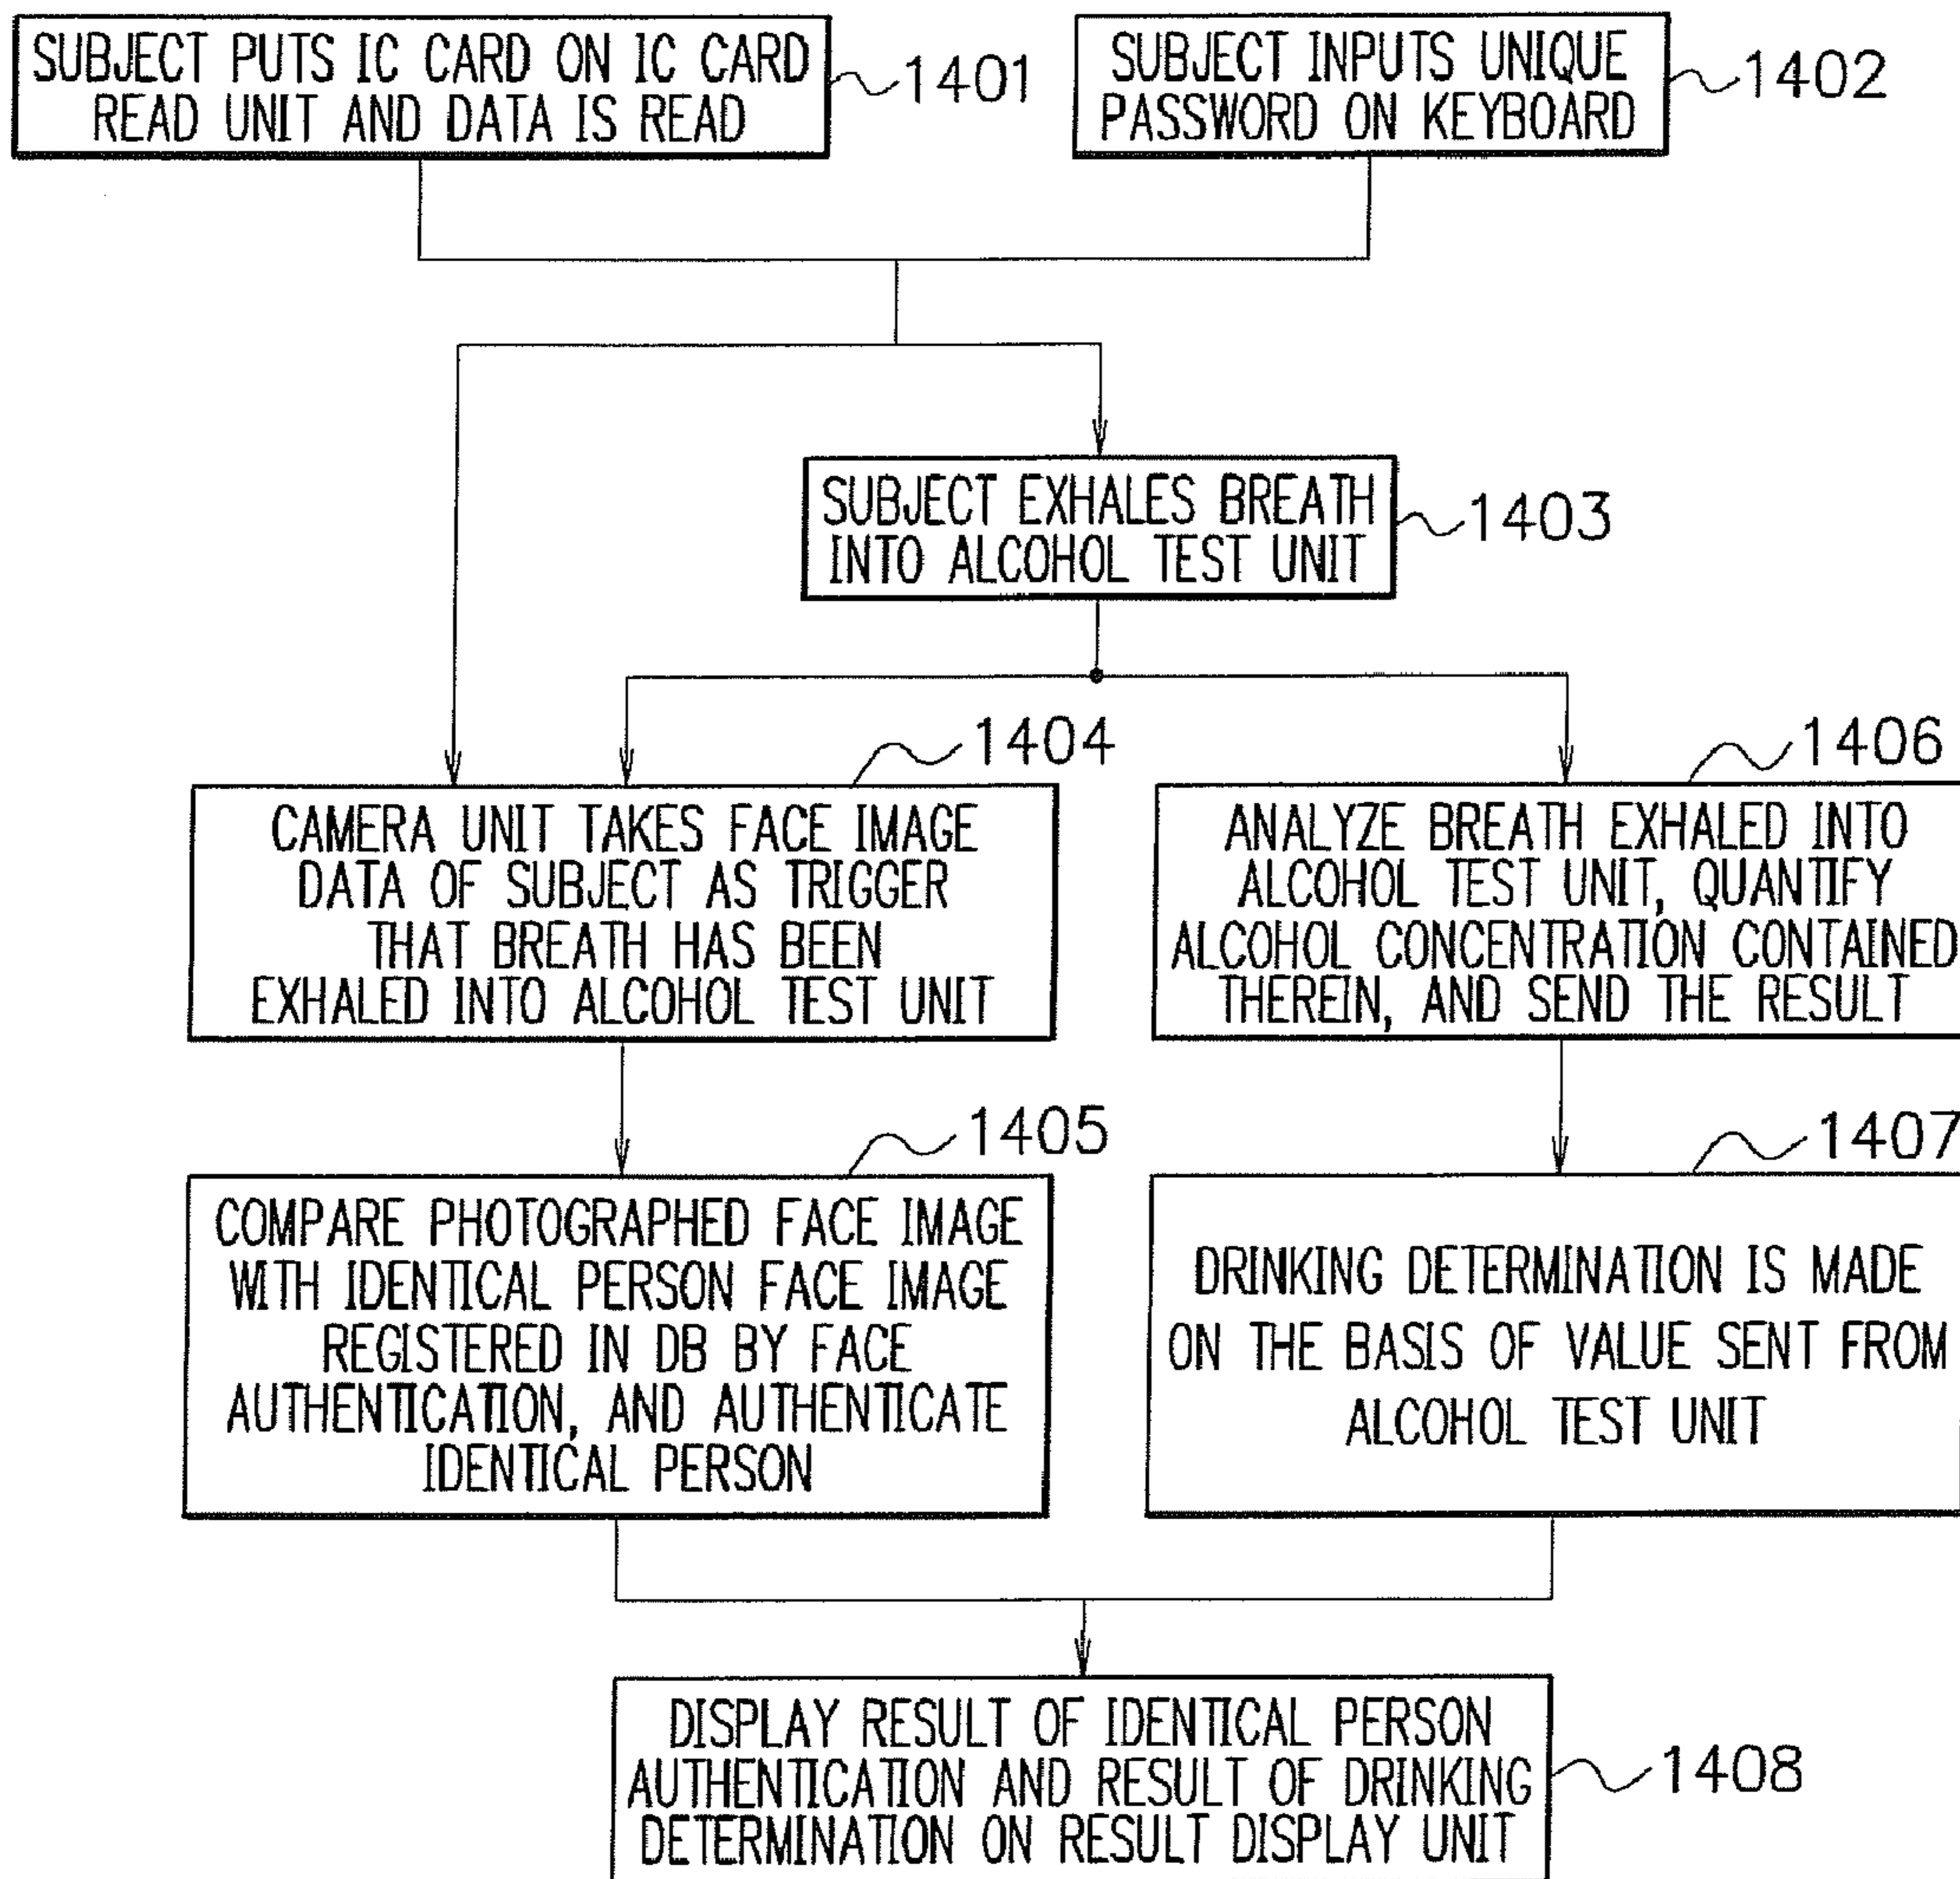 SUBJECT PUTS IC CARD ON IC CARD
READ UNIT AND DATA IS READ
1401
SUBJECT INPUTS UNIQUE
PASSWORD ON KEYBOARD
1402
SUBJECT EXHALES BREATH
INTO ALCOHOL TEST UNIT
1403
1404
CAMERA UNIT TAKES FACE IMAGE
DATA OF SUBJECT AS TRIGGER
THAT BREATH HAS BEEN
EXHALED INTO ALCOHOL TEST UNIT
1406
ANALYZE BREATH EXHALED INTO
ALCOHOL TEST UNIT, QUANTIFY
ALCOHOL CONCENTRATION CONTAINED
THEREIN, AND SEND THE RESULT
1405
COMPARE PHOTOGRAPHED FACE IMAGE
WITH IDENTICAL PERSON FACE IMAGE
REGISTERED IN DB BY FACE
AUTHENTICATION, AND AUTHENTICATE
IDENTICAL PERSON
1407
DRINKING DETERMINATION IS MADE
ON THE BASIS OF VALUE SENT FROM
ALCOHOL TEST UNIT
DISPLAY RESULT OF IDENTICAL PERSON
AUTHENTICATION AND RESULT OF DRINKING
DETERMINATION ON RESULT DISPLAY UNIT
1408